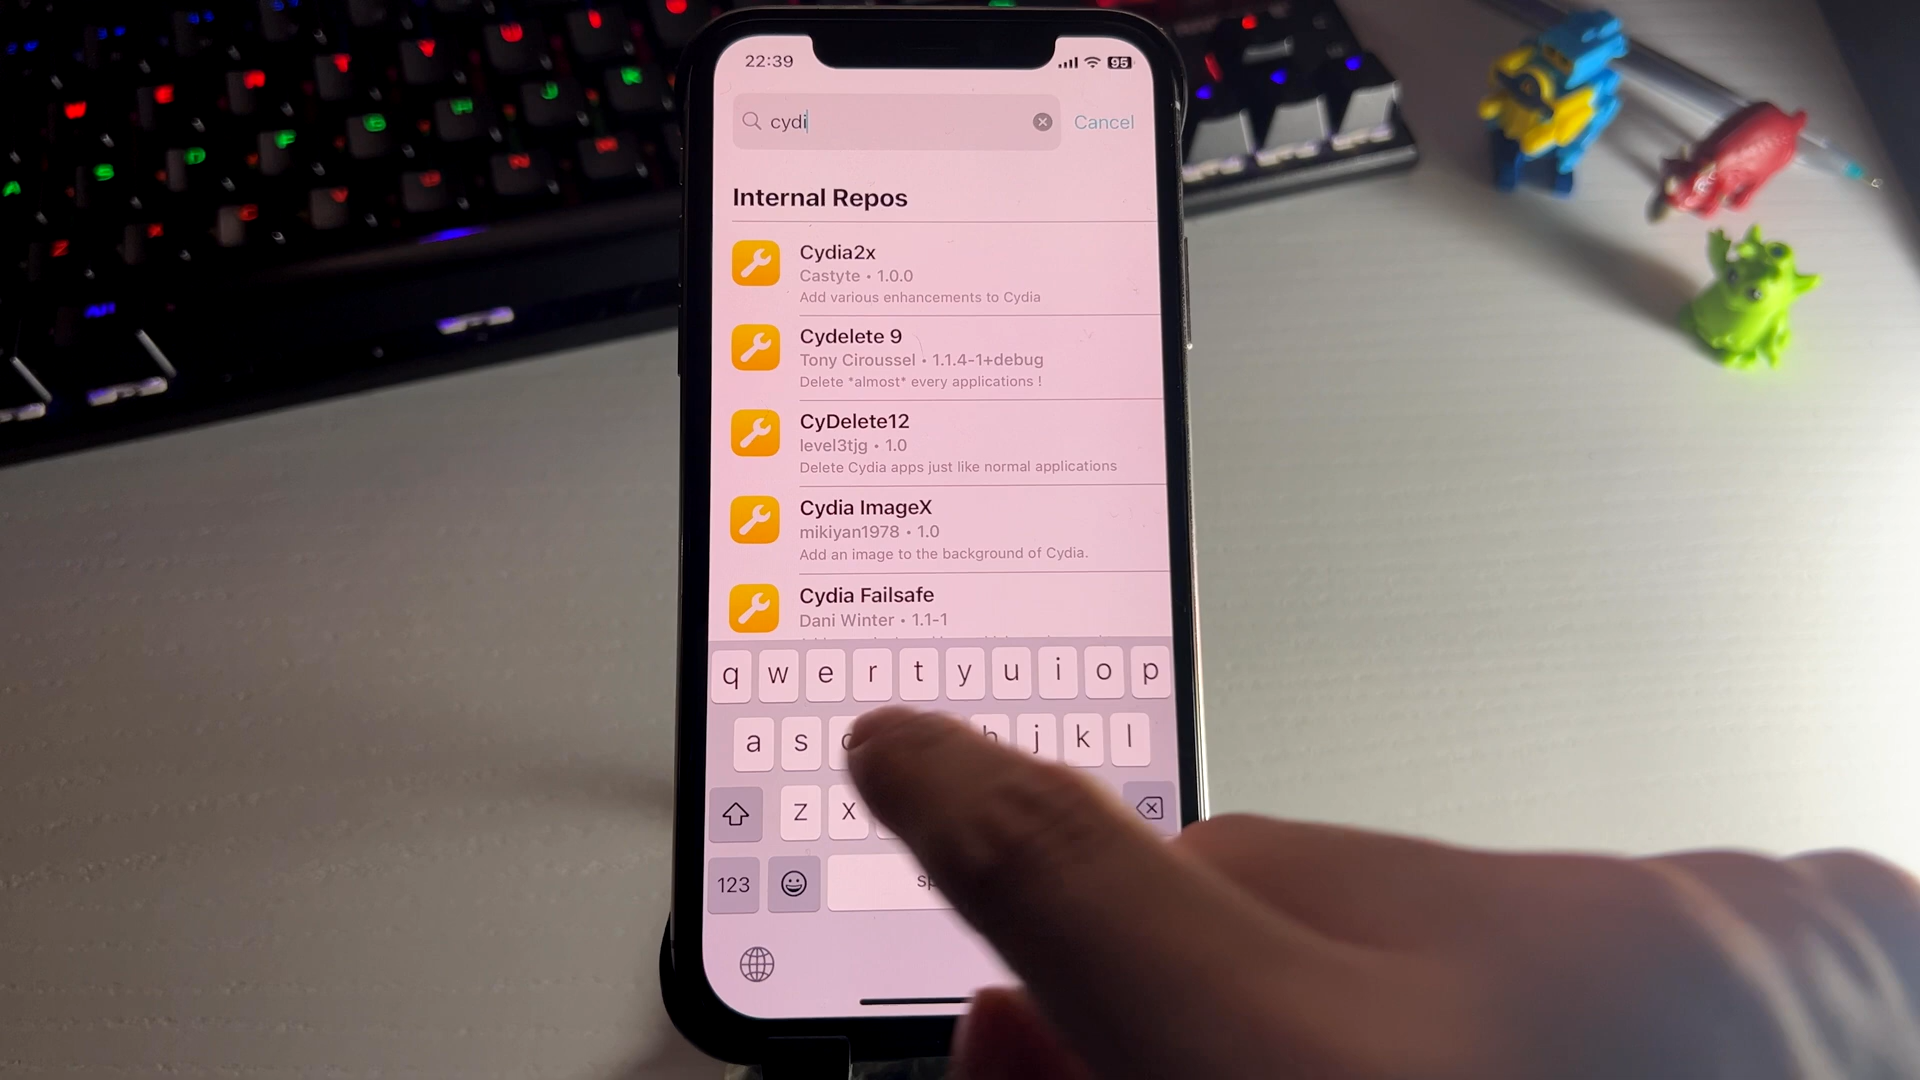 22:39
95
cydi
Cancel
Internal Repos
Cydia2x
Castyte • 1.0.0
Add various enhancements to Cydia
Cydelete 9
Tony Ciroussel • 1.1.4-1+debug
Delete *almost* every applications !
CyDelete12
level3tjg • 1.0
Delete Cydia apps just like normal applications
Cydia ImageX
mikiyan1978 • 1.0
Add an image to the background of Cydia.
Cydia Failsafe
Dani Winter • 1.1-1
q w e r t y u i o p
a s h j k l
z x
123